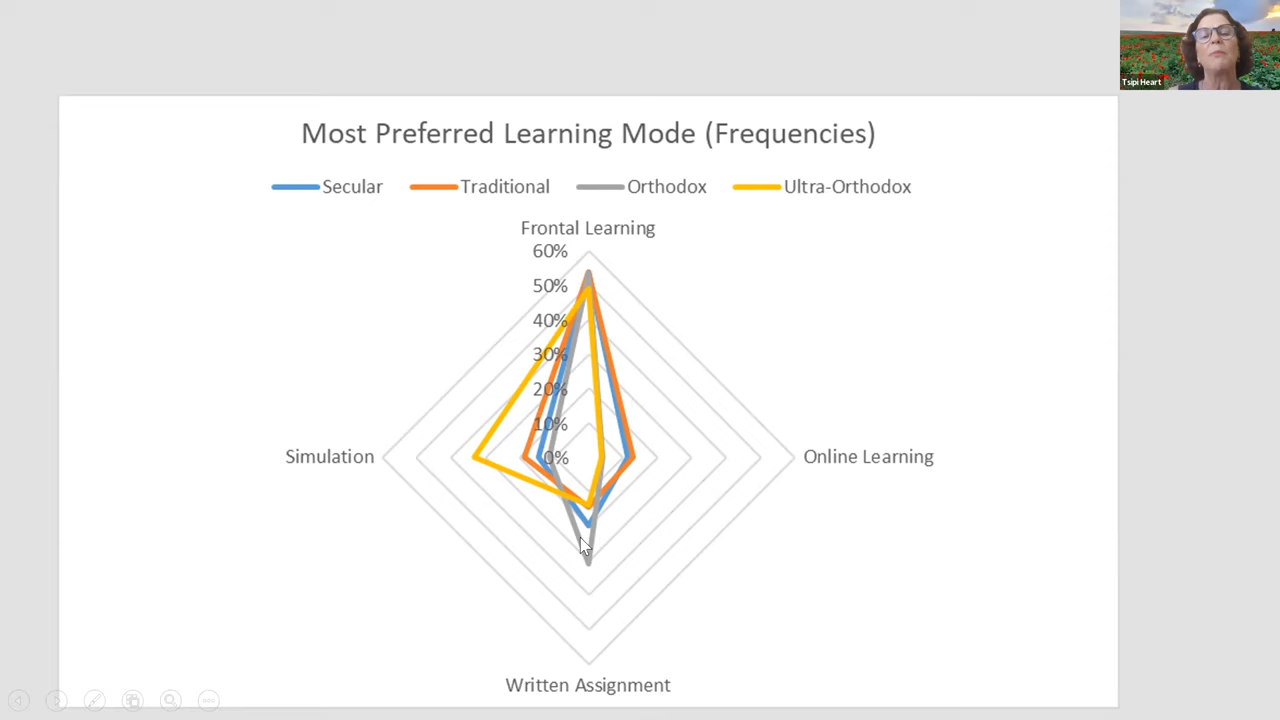 Tsipi Heart
Most Preferred Learning Mode (Frequencies)
Secular Traditional Orthodox Ultra-Orthodox
Frontal Learning
60%
50%
40%
30%
20%
10%
0%
Simulation
Online Learning
Written Assignment